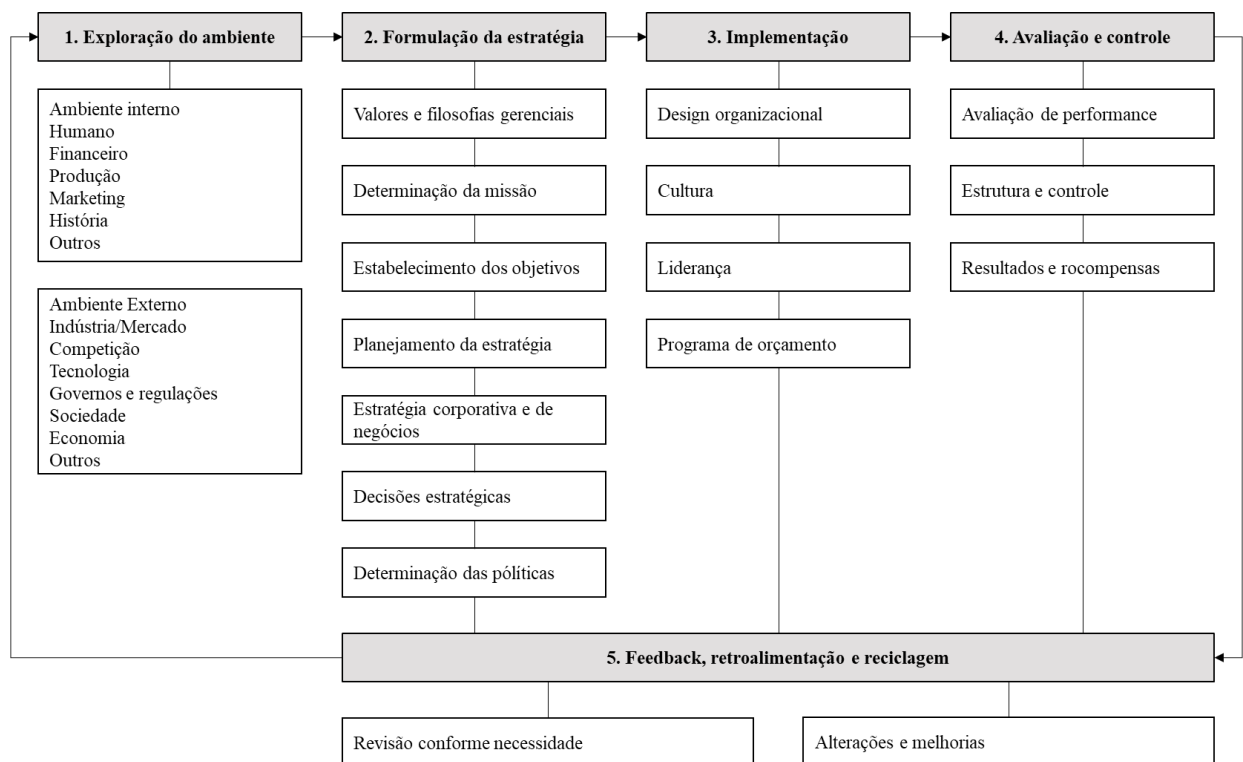 1. Exploração do ambiente
Ambiente interno
Humano
Financeiro
Produção
Marketing
História
Outros
Ambiente Externo
Indústria/Mercado
Competição
Tecnologia
Governos e regulações
Sociedade
Economia
Outros
2. Formulação da estratégia
Valores e filosofias gerenciais
Determinação da missão
Estabelecimento dos objetivos
Planejamento da estratégia
Estratégia corporativa e de
negócios
Decisões estratégicas
Determinação das póliticas
3. Implementação
Design organizacional
Cultura
Liderança
Programa de orçamento
4. Avaliação e controle
Avaliação de performance
Estrutura e controle
Resultados e rocompensas
5. Feedback, retroalimentação e reciclagem
Revisão conforme necessidade
Alterações e melhorias